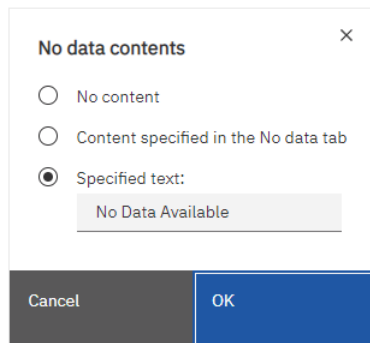 No data contents
No content
Content specified in the No data tab
Specified text:
No Data Available
Cancel
OK